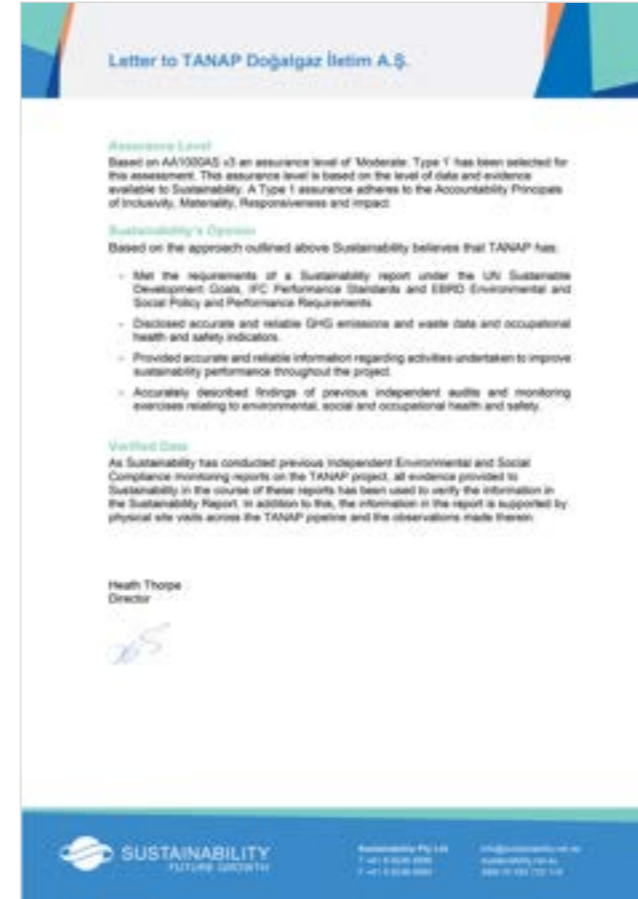 Letter to TANAP Doğalgaz İletim A.Ş.
Assurance Level
Based on AA1000AS v3 an assurance level of 'Moderate: Type 1' has been selected for
this assessment. This assurance level is based on the level of data and evidence
available to Sustainability. A Type 1 assurance adheres to the Accountability Principals
of Inclusivity, Materiality, Responsiveness and Impact.
Sustainability's Opinion
Based on the approach outlined above Sustainability believes that TANAP has:
- Met the requirements of a Sustainability report under the UN Sustainable
Development Goals, IFC Performance Standards and EBRD Environmental and
Social Policy and Performance Requirements.
- Disclosed accurate and reliable GHG emissions and waste data and occupational
health and safety indicators.
- Provided accurate and reliable information regarding activities undertaken to improve
sustainability performance throughout the project.
- Accurately described findings of previous independent audits and monitoring
exercises relating to environmental, social and occupational health and safety.
Verified Data
As Sustainability has conducted previous Independent Environmental and Social
Compliance monitoring reports on the TANAP project, all evidence provided to
Sustainability in the course of these reports has been used to verify the information in
the Sustainability Report. In addition to this, the information in the report is supported by
physical site visits across the TANAP pipeline and the observations made therein.
Heath Thorpe
Director
SUSTAINABILITY
FUTURE GROWTH
Sustainability Pty Ltd